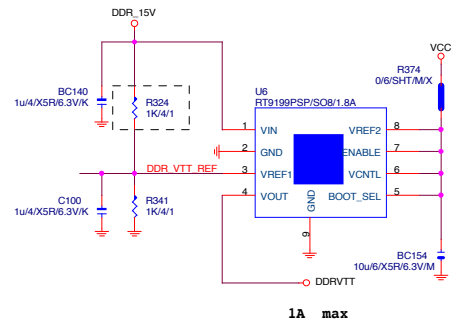 DDR_15V
VCC
BC140
1u/4/X5R/6.3V/K
R324
1K/4/1
U6
RT9199PSP/SO8/1.8A
R374
0/6/SHT/M/X
1 VIN VREF2 8
2 GND ENABLE 7
DDR_VTT_REF 3 VREF1 VCNTL 6
4 VOUT BOOT_SEL 5
GND
9
C100
1u/4/X5R/6.3V/K
R341
1K/4/1
BC154
10u/6/X5R/6.3V/M
DDRVTT
1A max